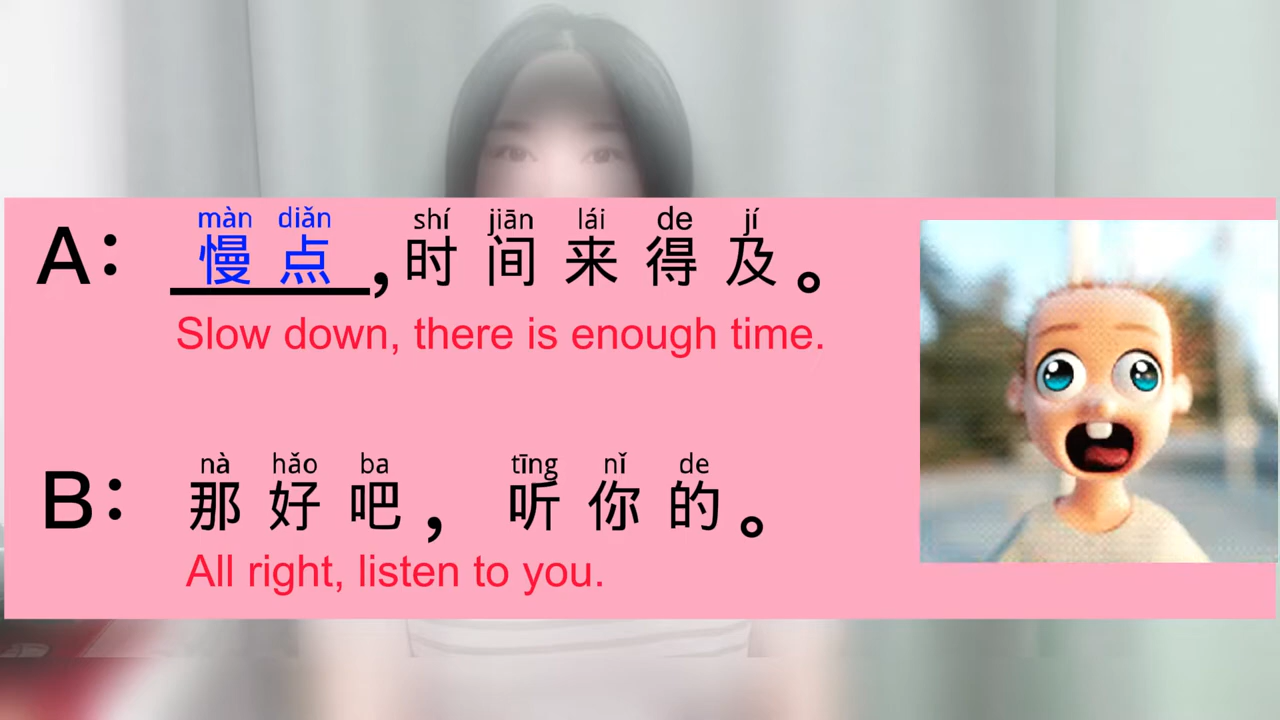 màn diǎn shí jiān lái de jí
A：慢点，时间来得及。
Slow down, there is enough time.
nà hǎo ba tīng nǐ de
B：那好吧，听你的。
All right, listen to you.